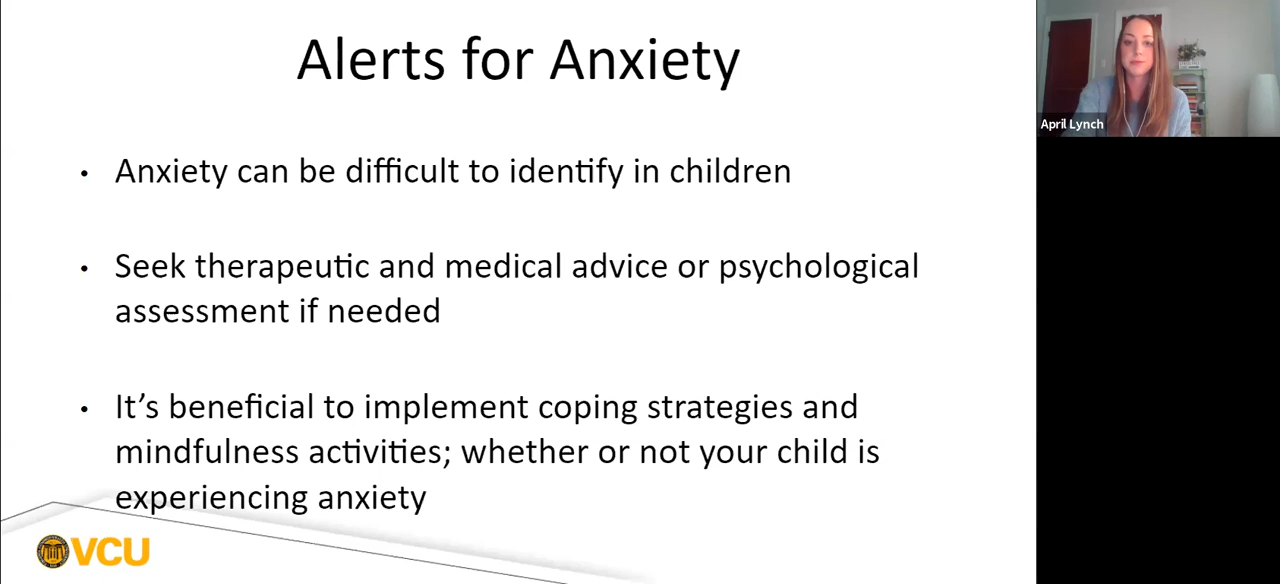 Alerts for Anxiety
• Anxiety can be difficult to identify in children
• Seek therapeutic and medical advice or psychological
assessment if needed
• It's beneficial to implement coping strategies and
mindfulness activities; whether or not your child is
experiencing anxiety
VCU
April Lynch